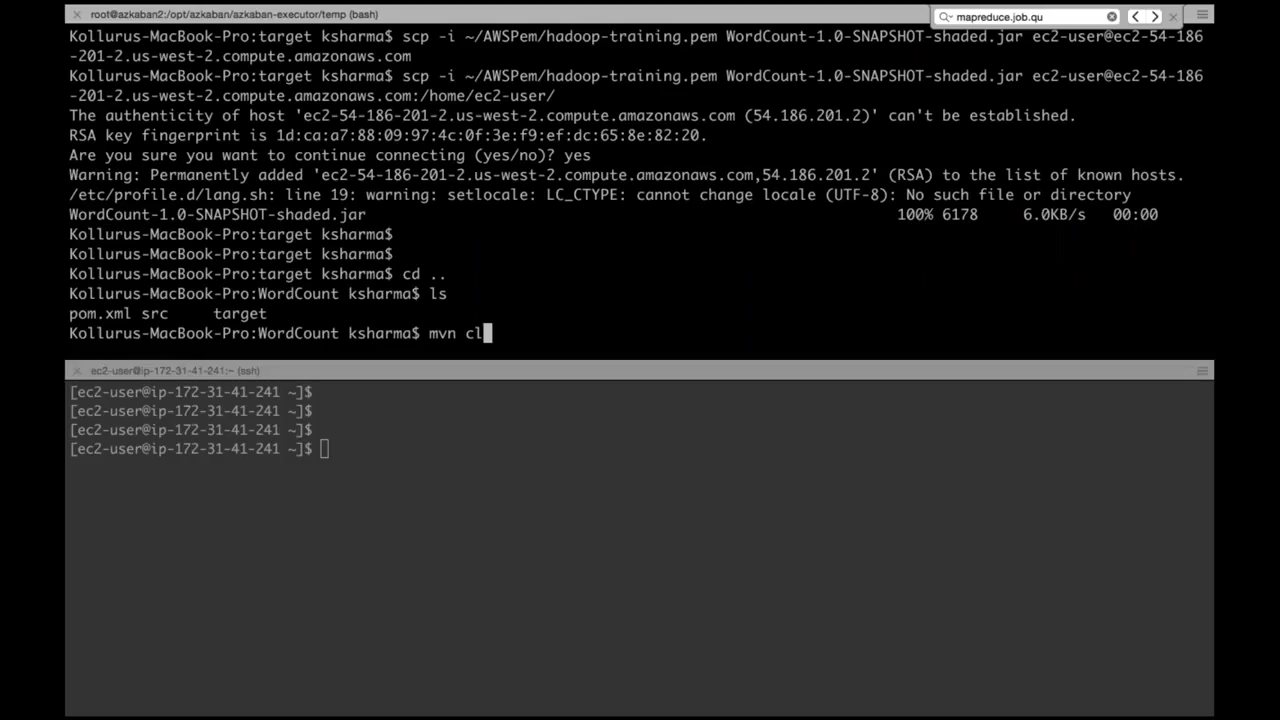 root@azkaban2:/opt/azkaban/azkaban-executor/temp (bash)
mapreduce.job.qu
Kollurus-MacBook-Pro:target ksharma$ scp -i ~/AWSPem/hadoop-training.pem WordCount-1.0-SNAPSHOT-shaded.jar ec2-user@ec2-54-186
-201-2.us-west-2.compute.amazonaws.com
Kollurus-MacBook-Pro:target ksharma$ scp -i ~/AWSPem/hadoop-training.pem WordCount-1.0-SNAPSHOT-shaded.jar ec2-user@ec2-54-186
-201-2.us-west-2.compute.amazonaws.com:/home/ec2-user/
The authenticity of host 'ec2-54-186-201-2.us-west-2.compute.amazonaws.com (54.186.201.2)' can't be established.
RSA key fingerprint is 1d:ca:a7:88:09:97:4c:0f:3e:f9:ef:dc:65:8e:82:20.
Are you sure you want to continue connecting (yes/no)? yes
Warning: Permanently added 'ec2-54-186-201-2.us-west-2.compute.amazonaws.com,54.186.201.2' (RSA) to the list of known hosts.
/etc/profile.d/lang.sh: line 19: warning: setlocale: LC_CTYPE: cannot change locale (UTF-8): No such file or directory
WordCount-1.0-SNAPSHOT-shaded.jar 100% 6178 6.0KB/s 00:00
Kollurus-MacBook-Pro:target ksharma$
Kollurus-MacBook-Pro:target ksharma$
Kollurus-MacBook-Pro:target ksharma$ cd ..
Kollurus-MacBook-Pro:WordCount ksharma$ ls
pom.xml src target
Kollurus-MacBook-Pro:WordCount ksharma$ mvn cl
ec2-user@ip-172-31-41-241:~ (ssh)
[ec2-user@ip-172-31-41-241 ~]$
[ec2-user@ip-172-31-41-241 ~]$
[ec2-user@ip-172-31-41-241 ~]$
[ec2-user@ip-172-31-41-241 ~]$